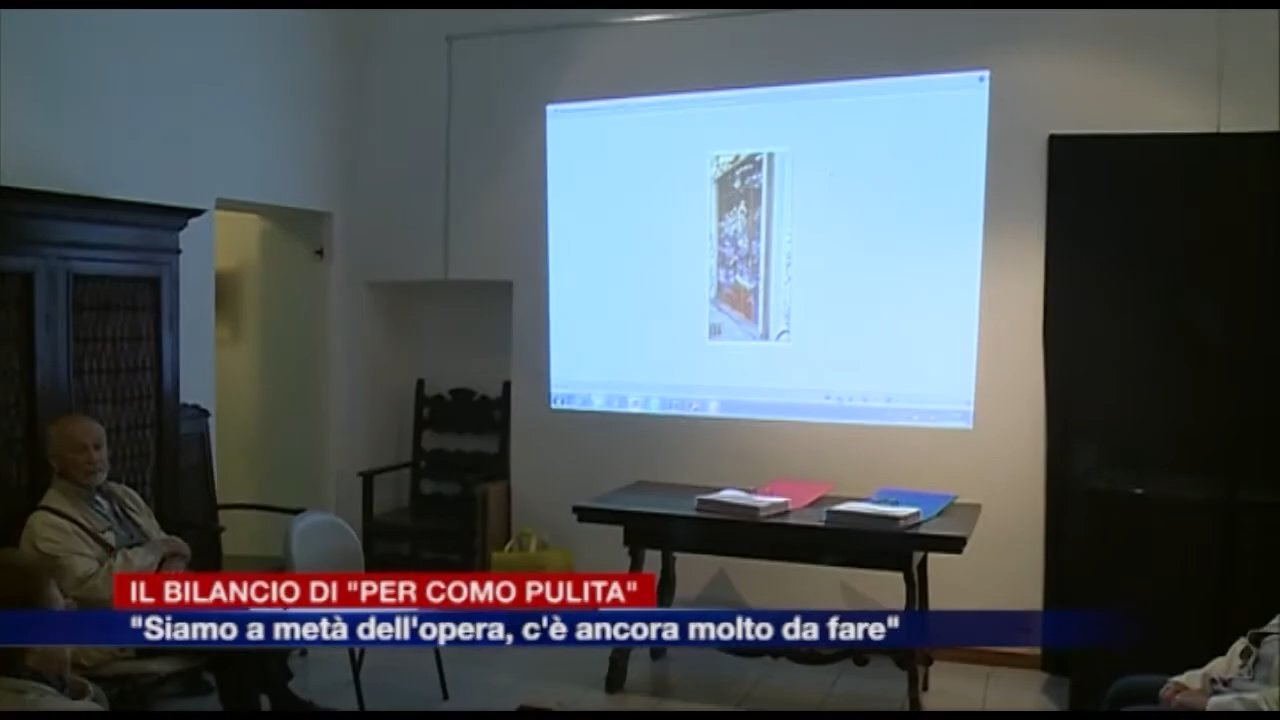 IL BILANCIO DI "PER COMO PULITA"
"Siamo a metà dell'opera, c'è ancora molto da fare"